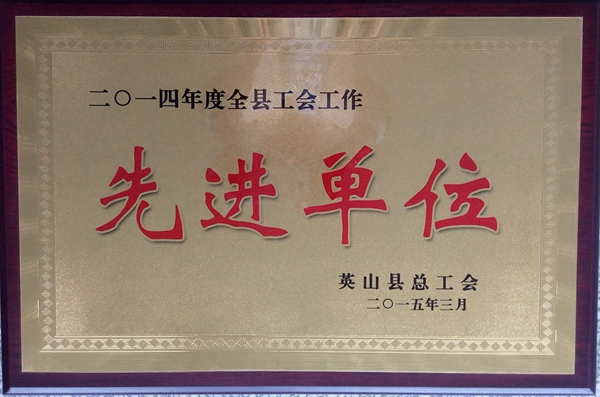 二〇一四年度全县工会工作
先进单位
英山县总工会
二〇一五年三月